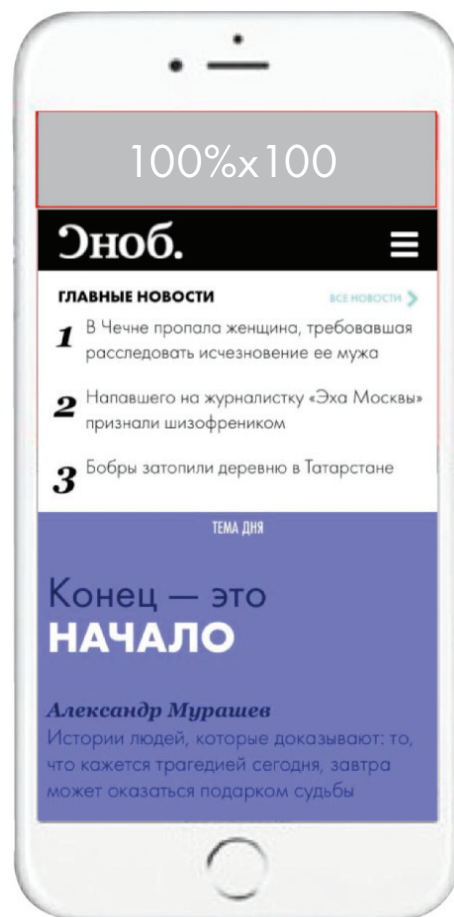 100%x100
Сноб.
ГЛАВНЫЕ НОВОСТИ
ВСЕ НОВОСТИ
1 В Чечне пропала женщина, требовавшая
расследовать исчезновение ее мужа
2 Напавшего на журналистку «Эха Москвы»
признали шизофреником
3 Бобры затопили деревню в Татарстане
ТЕМА ДНЯ
Конец — это
НАЧАЛО
Александр Мурашев
Истории людей, которые доказывают: то,
что кажется трагедией сегодня, завтра
может оказаться подарком судьбы